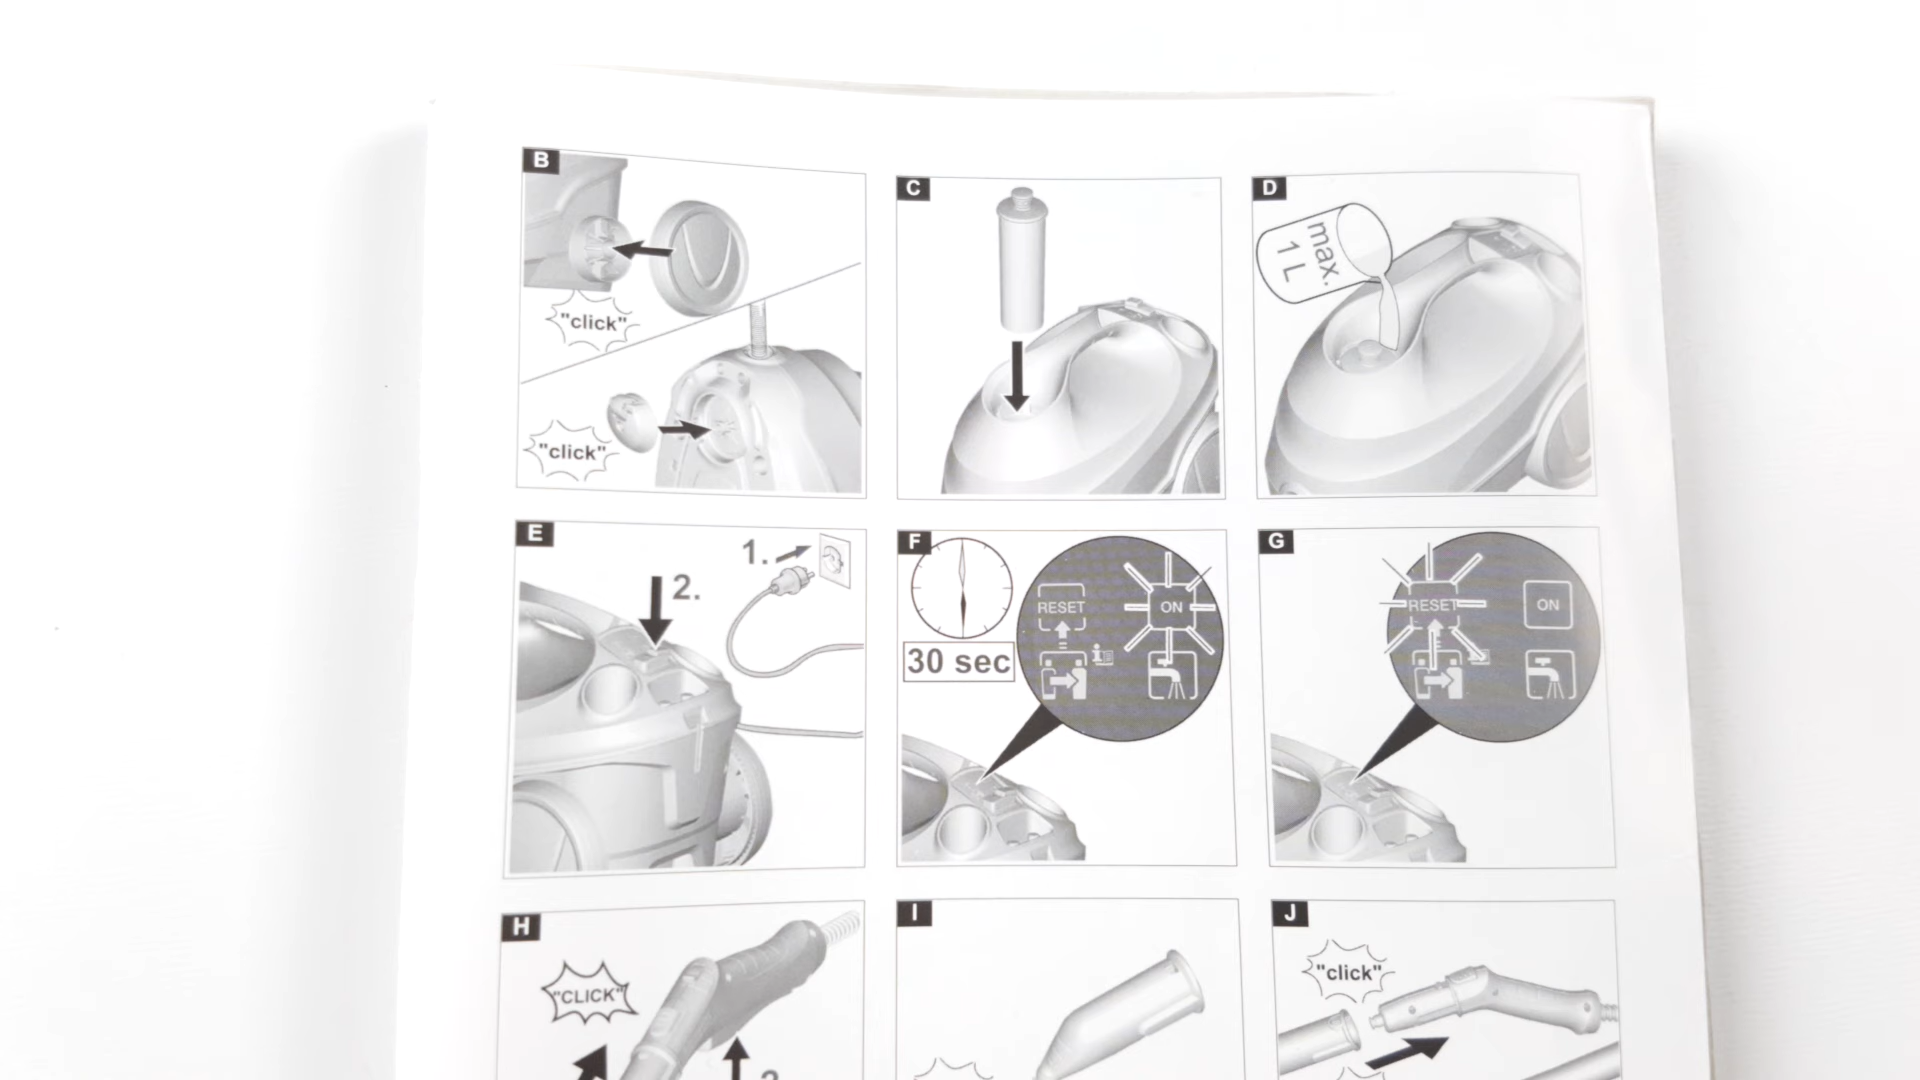 B
"click"
"click"
C
D
max.
1 L
E
1.
2.
F
30 sec
RESET
ON
G
RESET
ON
H
"CLICK"
I
J
"click"